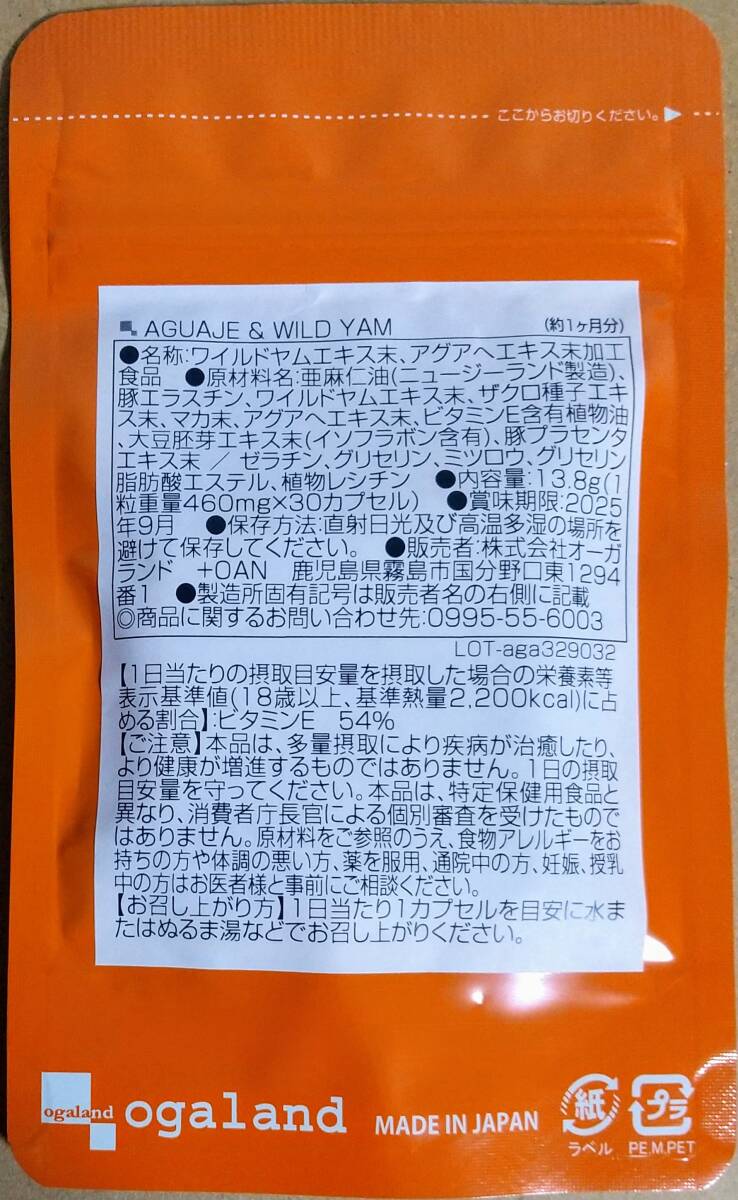 ここからお切りください。
AGUAJE & WILD YAM (約1ヶ月分)
●名称:ワイルドヤムエキス末、アグアヘエキス末加工
食品 ●原材料名:亜麻仁油(ニュージーランド製造)、
豚エラスチン、ワイルドヤムエキス末、ザクロ種子エキ
ス末、マカ末、アグアヘエキス末、ビタミンE含有植物油
、大豆胚芽エキス末(イソフラボン含有)、豚プラセンタ
エキス末 / ゼラチン、グリセリン、ミツロウ、グリセリン
脂肪酸エステル、植物レシチン ●内容量:13.8g(1
粒重量460mg×30カプセル) ●賞味期限:2025
年9月 ●保存方法:直射日光及び高温多湿の場所を
避けて保存してください。 ●販売者:株式会社オーガ
ランド +OAN 鹿児島県霧島市国分野口東1294
番1 ●製造所固有記号は販売者名の右側に記載
◎商品に関するお問い合わせ先:0995-55-6003
LOT-aga329032
【1日当たりの摂取目安量を摂取した場合の栄養素等
表示基準値(18歳以上、基準熱量2,200kcal)に占
める割合】:ビタミンE 54%
【ご注意】本品は、多量摂取により疾病が治癒したり、
より健康が増進するものではありません。1日の摂取
目安量を守ってください。本品は、特定保健用食品と
異なり、消費者庁長官による個別審査を受けたもので
はありません。原材料をご参照のうえ、食物アレルギーをお
持ちの方や体調の悪い方、薬を服用、通院中の方、妊娠、授乳
中の方はお医者様と事前にご相談ください。
【お召し上がり方】1日当たり1カプセルを目安に水ま
たはぬるま湯などでお召し上がりください。
ogaland ogaland MADE IN JAPAN
紙 プラ
ラベル PE.M.PET